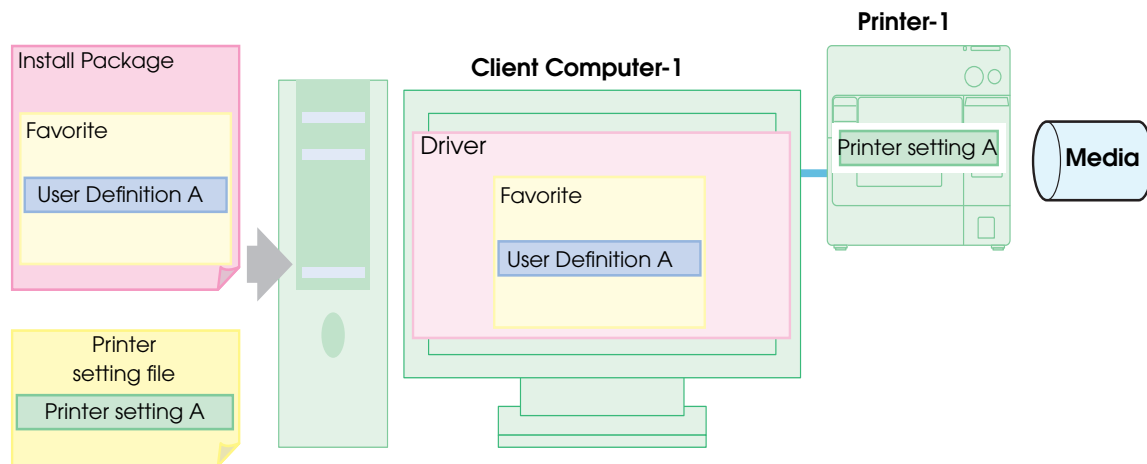 Install Package
Favorite
User Definition A
Printer
setting file
Printer setting A
Client Computer-1
Driver
Favorite
User Definition A
Printer-1
Printer setting A
Media